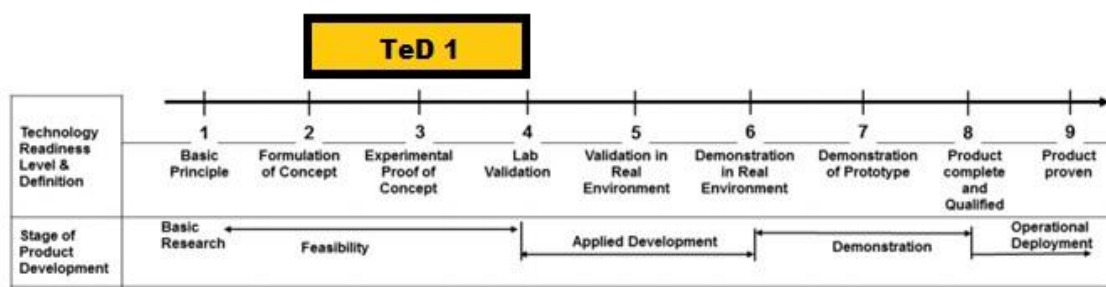 TeD 1
Technology
Readiness
Level &
Definition
1
Basic
Principle
2
Formulation
of Concept
3
Experimental
Proof of
Concept
4
Lab
Validation
5
Validation in
Real
Environment
6
Demonstration
in Real
Environment
7
Demonstration
of Prototype
8
Product
complete
and
Qualified
9
Product
proven
Stage of
Product
Development
Basic
Research
Feasibility
Applied Development
Demonstration
Operational
Deployment